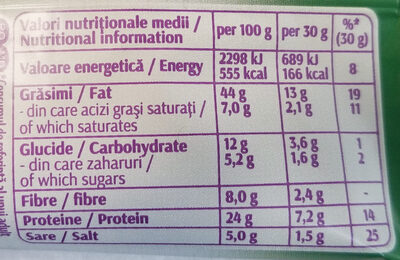 Valori nutriționale medii / Nutritional information per 100 g per 30 g %* (30 g)
Valoare energetică / Energy 2298 kJ 555 kcal 689 kJ 166 kcal 8
Grăsimi / Fat 44 g 13 g 19
- din care acizi grași saturați / of which saturates 7,0 g 2,1 g 11
Glucide / Carbohydrate 12 g 3,6 g 1
- din care zaharuri / of which sugars 5,2 g 1,6 g 2
Fibre / fibre 8,0 g 2,4 g -
Proteine / Protein 24 g 7,2 g 14
Sare / Salt 5,0 g 1,5 g 25